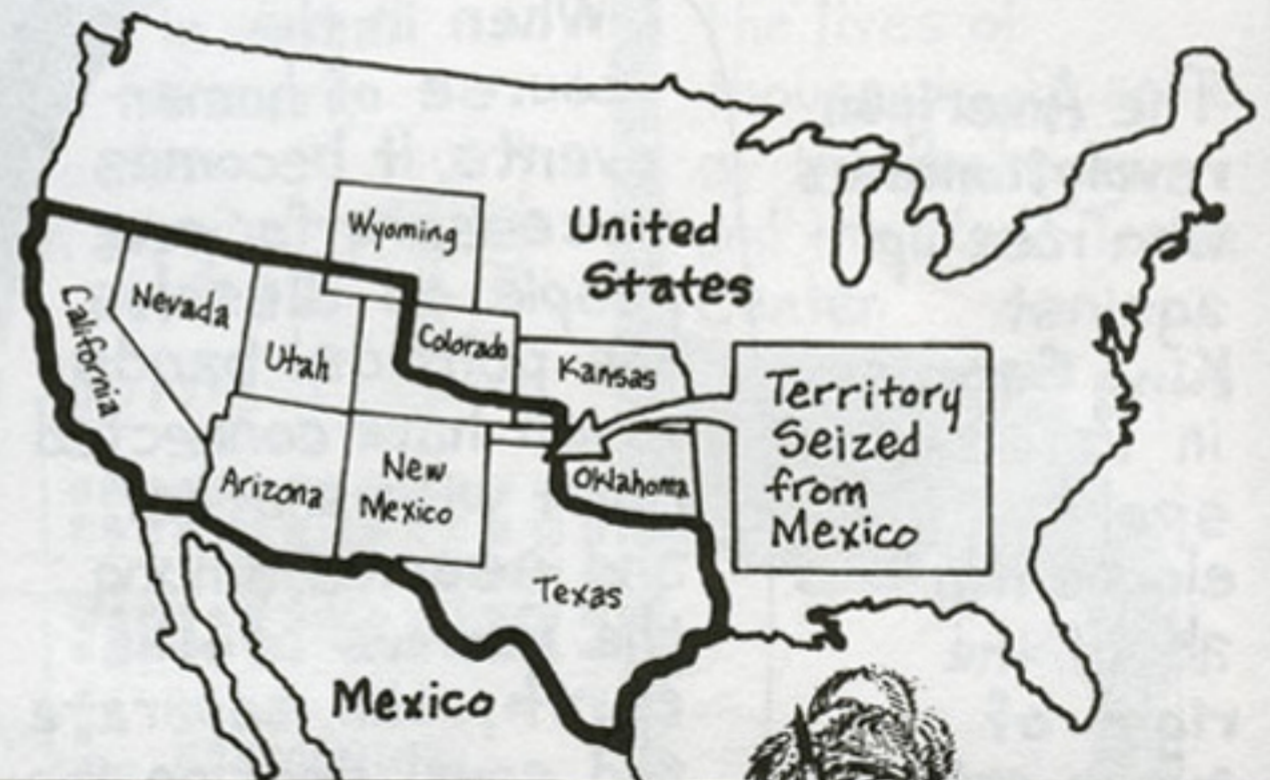 Wyoming
United
States
California
Nevada
Utah
Colorado
Kansas
Territory
Seized
from
Mexico
Arizona
New
Mexico
Oklahoma
Texas
Mexico